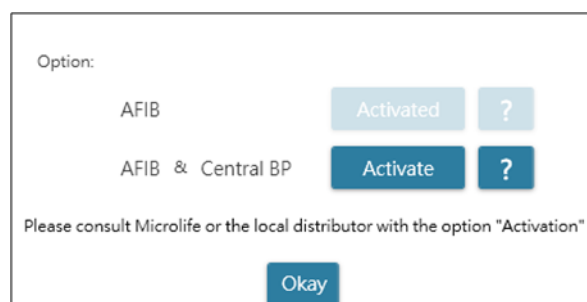 Option:
AFIB Activated ?
AFIB & Central BP Activate ?
Please consult Microlife or the local distributor with the option "Activation"
Okay